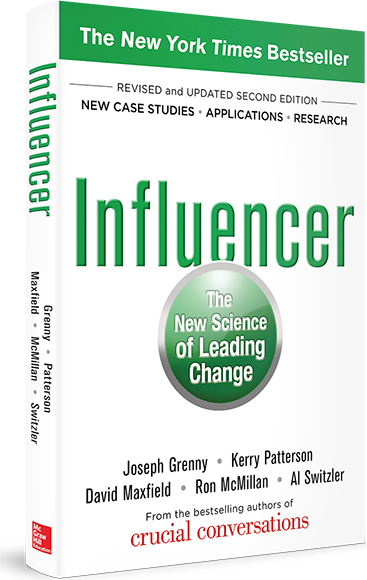 The New York Times Bestseller
REVISED and UPDATED SECOND EDITION
NEW CASE STUDIES • APPLICATIONS • RESEARCH
Influencer
The
New Science
of Leading
Change
Joseph Grenny • Kerry Patterson
David Maxfield • Ron McMillan • Al Switzler
From the bestselling authors of
crucial conversations
Influencer
Grenny • Patterson
Maxfield • McMillan • Switzler
Mc
Graw
Hill
Education